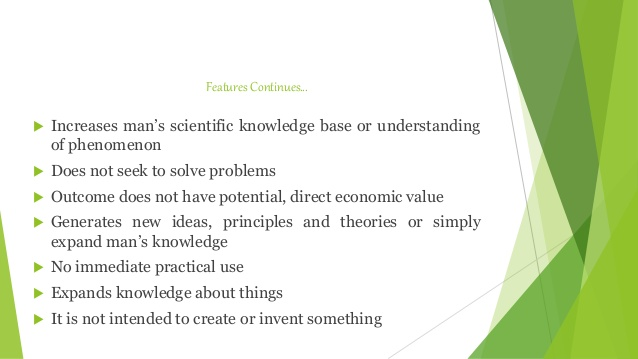 Features Continues...
Increases man's scientific knowledge base or understanding
of phenomenon
Does not seek to solve problems
Outcome does not have potential, direct economic value
Generates new ideas, principles and theories or simply
expand man's knowledge
No immediate practical use
Expands knowledge about things
It is not intended to create or invent something